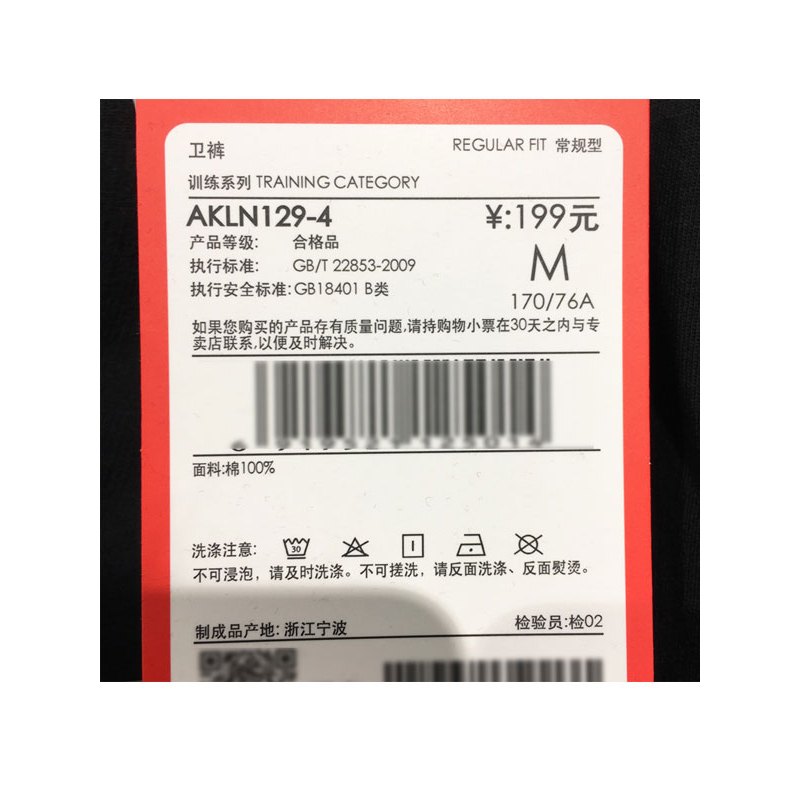 卫裤
REGULAR FIT 常规型
训练系列 TRAINING CATEGORY
AKLN129-4
¥:199元
产品等级: 合格品
执行标准: GB/T 22853-2009
M
执行安全标准:GB18401 B类
170/76A
如果您购买的产品存有质量问题,请持购物小票在30天之内与专
卖店联系,以便及时解决。
面料:棉100%
洗涤注意:
30
不可浸泡，请及时洗涤。不可搓洗，请反面洗涤、反面熨烫。
制成品产地: 浙江宁波
检验员:检02